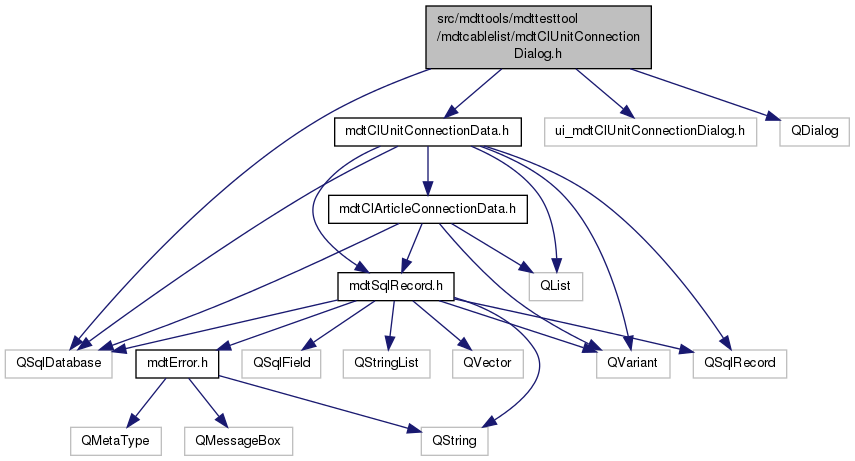 src/mdttools/mdttesttool
/mdtcablelist/mdtClUnitConnection
Dialog.h
mdtClUnitConnectionData.h
ui_mdtClUnitConnectionDialog.h
QDialog
mdtClArticleConnectionData.h
mdtSqlRecord.h
QList
QSqlDatabase
mdtError.h
QSqlField
QStringList
QVector
QVariant
QSqlRecord
QMetaType
QMessageBox
QString